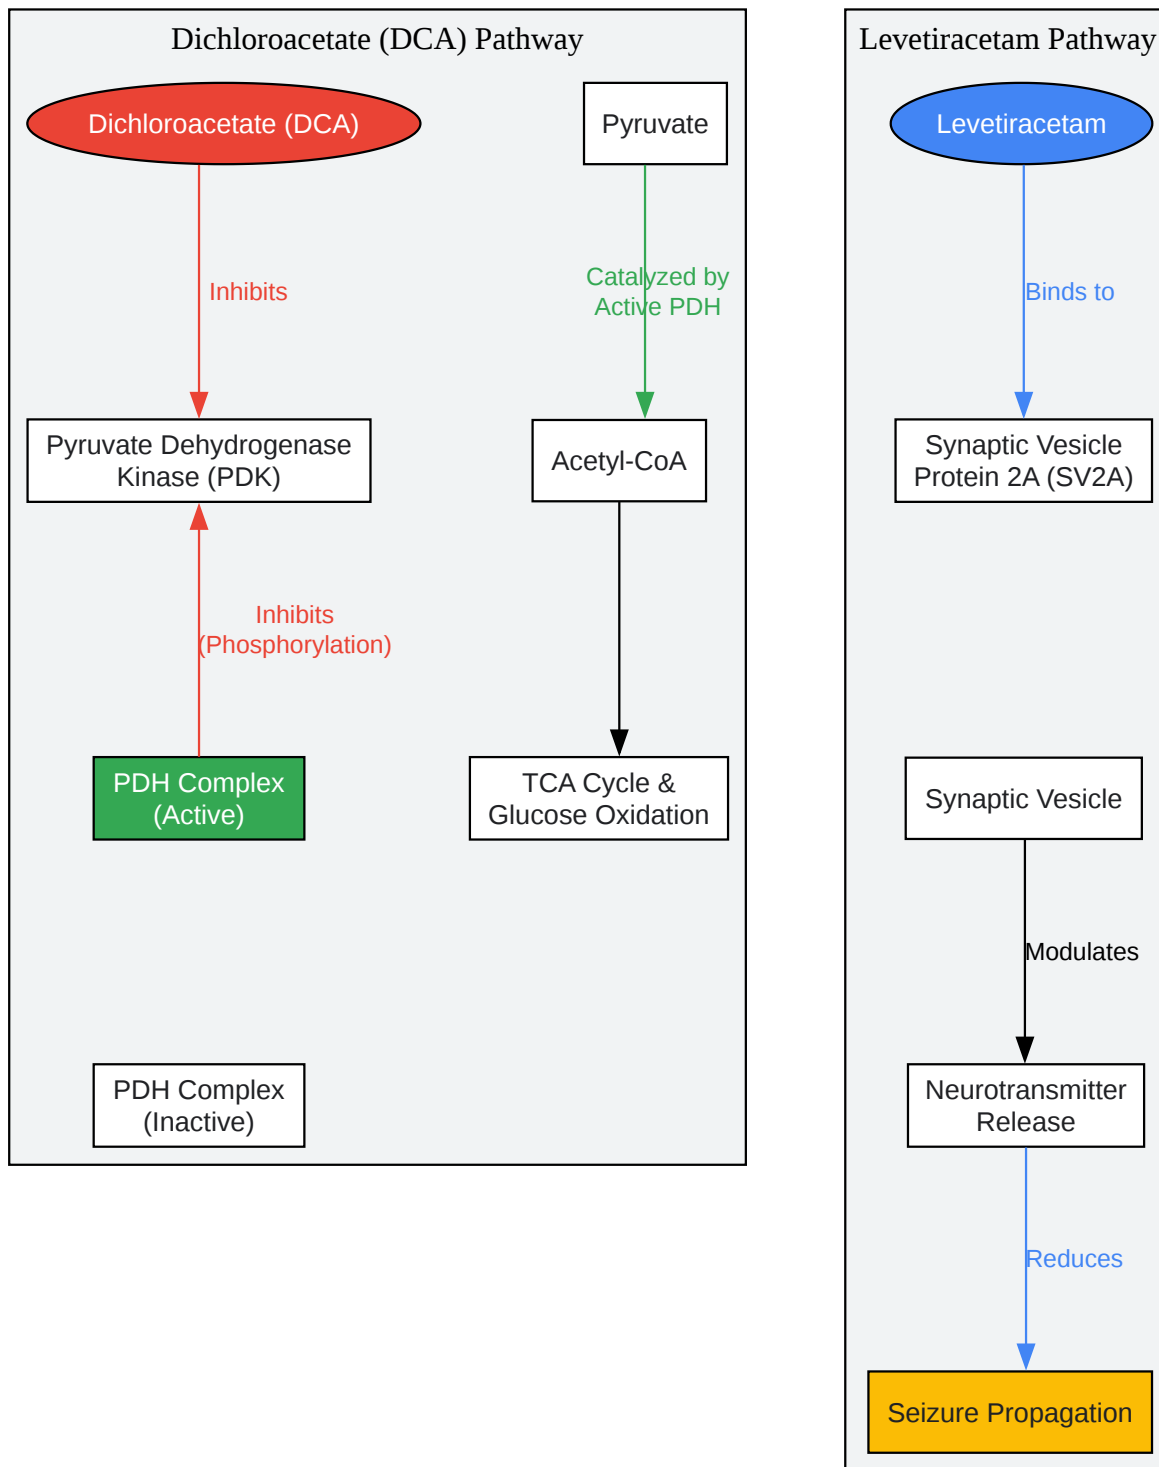 Dichloroacetate (DCA) Pathway
Dichloroacetate (DCA)
Pyruvate
Inhibits
Catalyzed by
Active PDH
Pyruvate Dehydrogenase
Kinase (PDK)
Acetyl-CoA
Inhibits
(Phosphorylation)
PDH Complex
(Active)
TCA Cycle &
Glucose Oxidation
PDH Complex
(Inactive)
Levetiracetam Pathway
Levetiracetam
Binds to
Synaptic Vesicle
Protein 2A (SV2A)
Synaptic Vesicle
Modulates
Neurotransmitter
Release
Reduces
Seizure Propagation